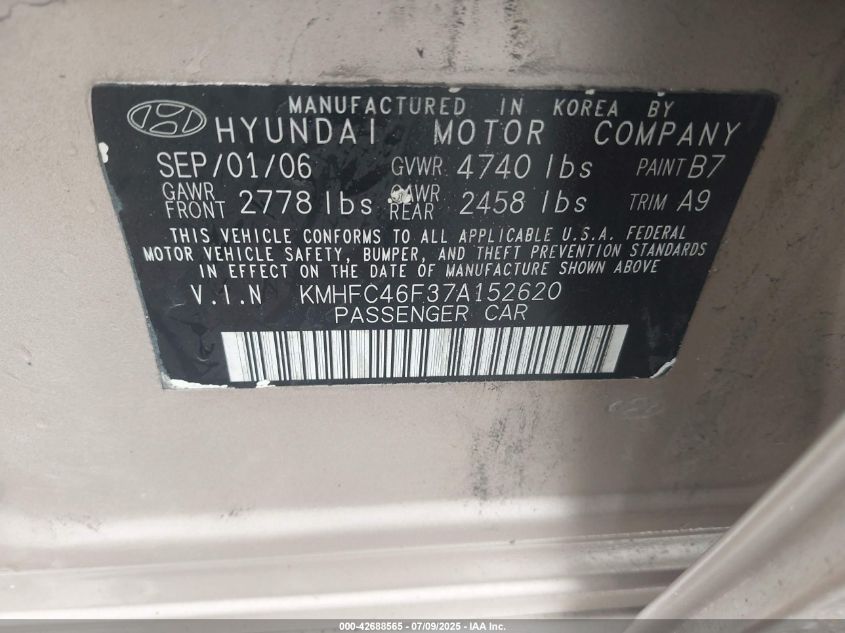 MANUFACTURED IN KOREA BY
HYUNDAI MOTOR COMPANY
SEP/01/06 GVWR 4740 lbs PAINT B7
GAWR FRONT 2778 lbs GAWR REAR 2458 lbs TRIM A9
THIS VEHICLE CONFORMS TO ALL APPLICABLE U.S.A. FEDERAL
MOTOR VEHICLE SAFETY, BUMPER, AND THEFT PREVENTION STANDARDS
IN EFFECT ON THE DATE OF MANUFACTURE SHOWN ABOVE
V.I.N KMHFC46F37A152620
PASSENGER CAR
000-42688565 | 07/09/2025 - IAA Inc.